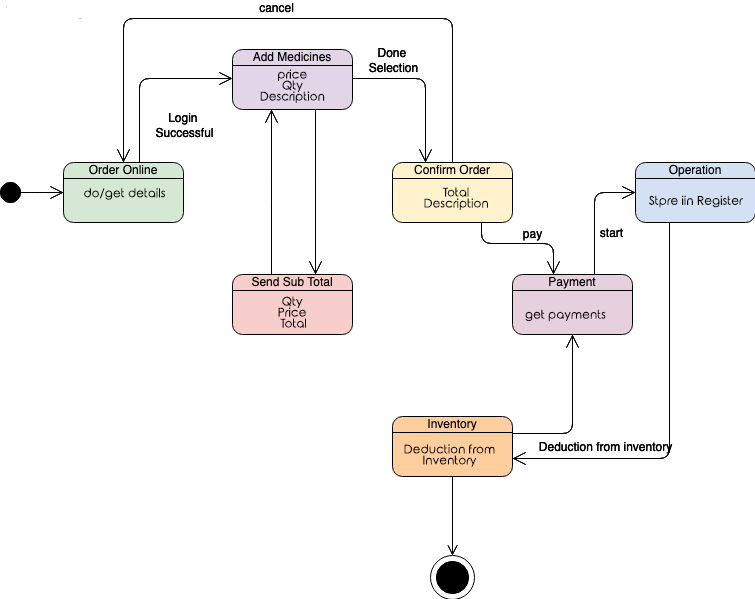 cancel
Add Medicines
price
Qty
Description
Done
Selection
Login
Successful
Order Online
do/get details
Confirm Order
Total
Description
Operation
Stpre iin Register
pay
start
Send Sub Total
Qty
Price
Total
Payment
get payments
Inventory
Deduction from
Inventory
Deduction from inventory